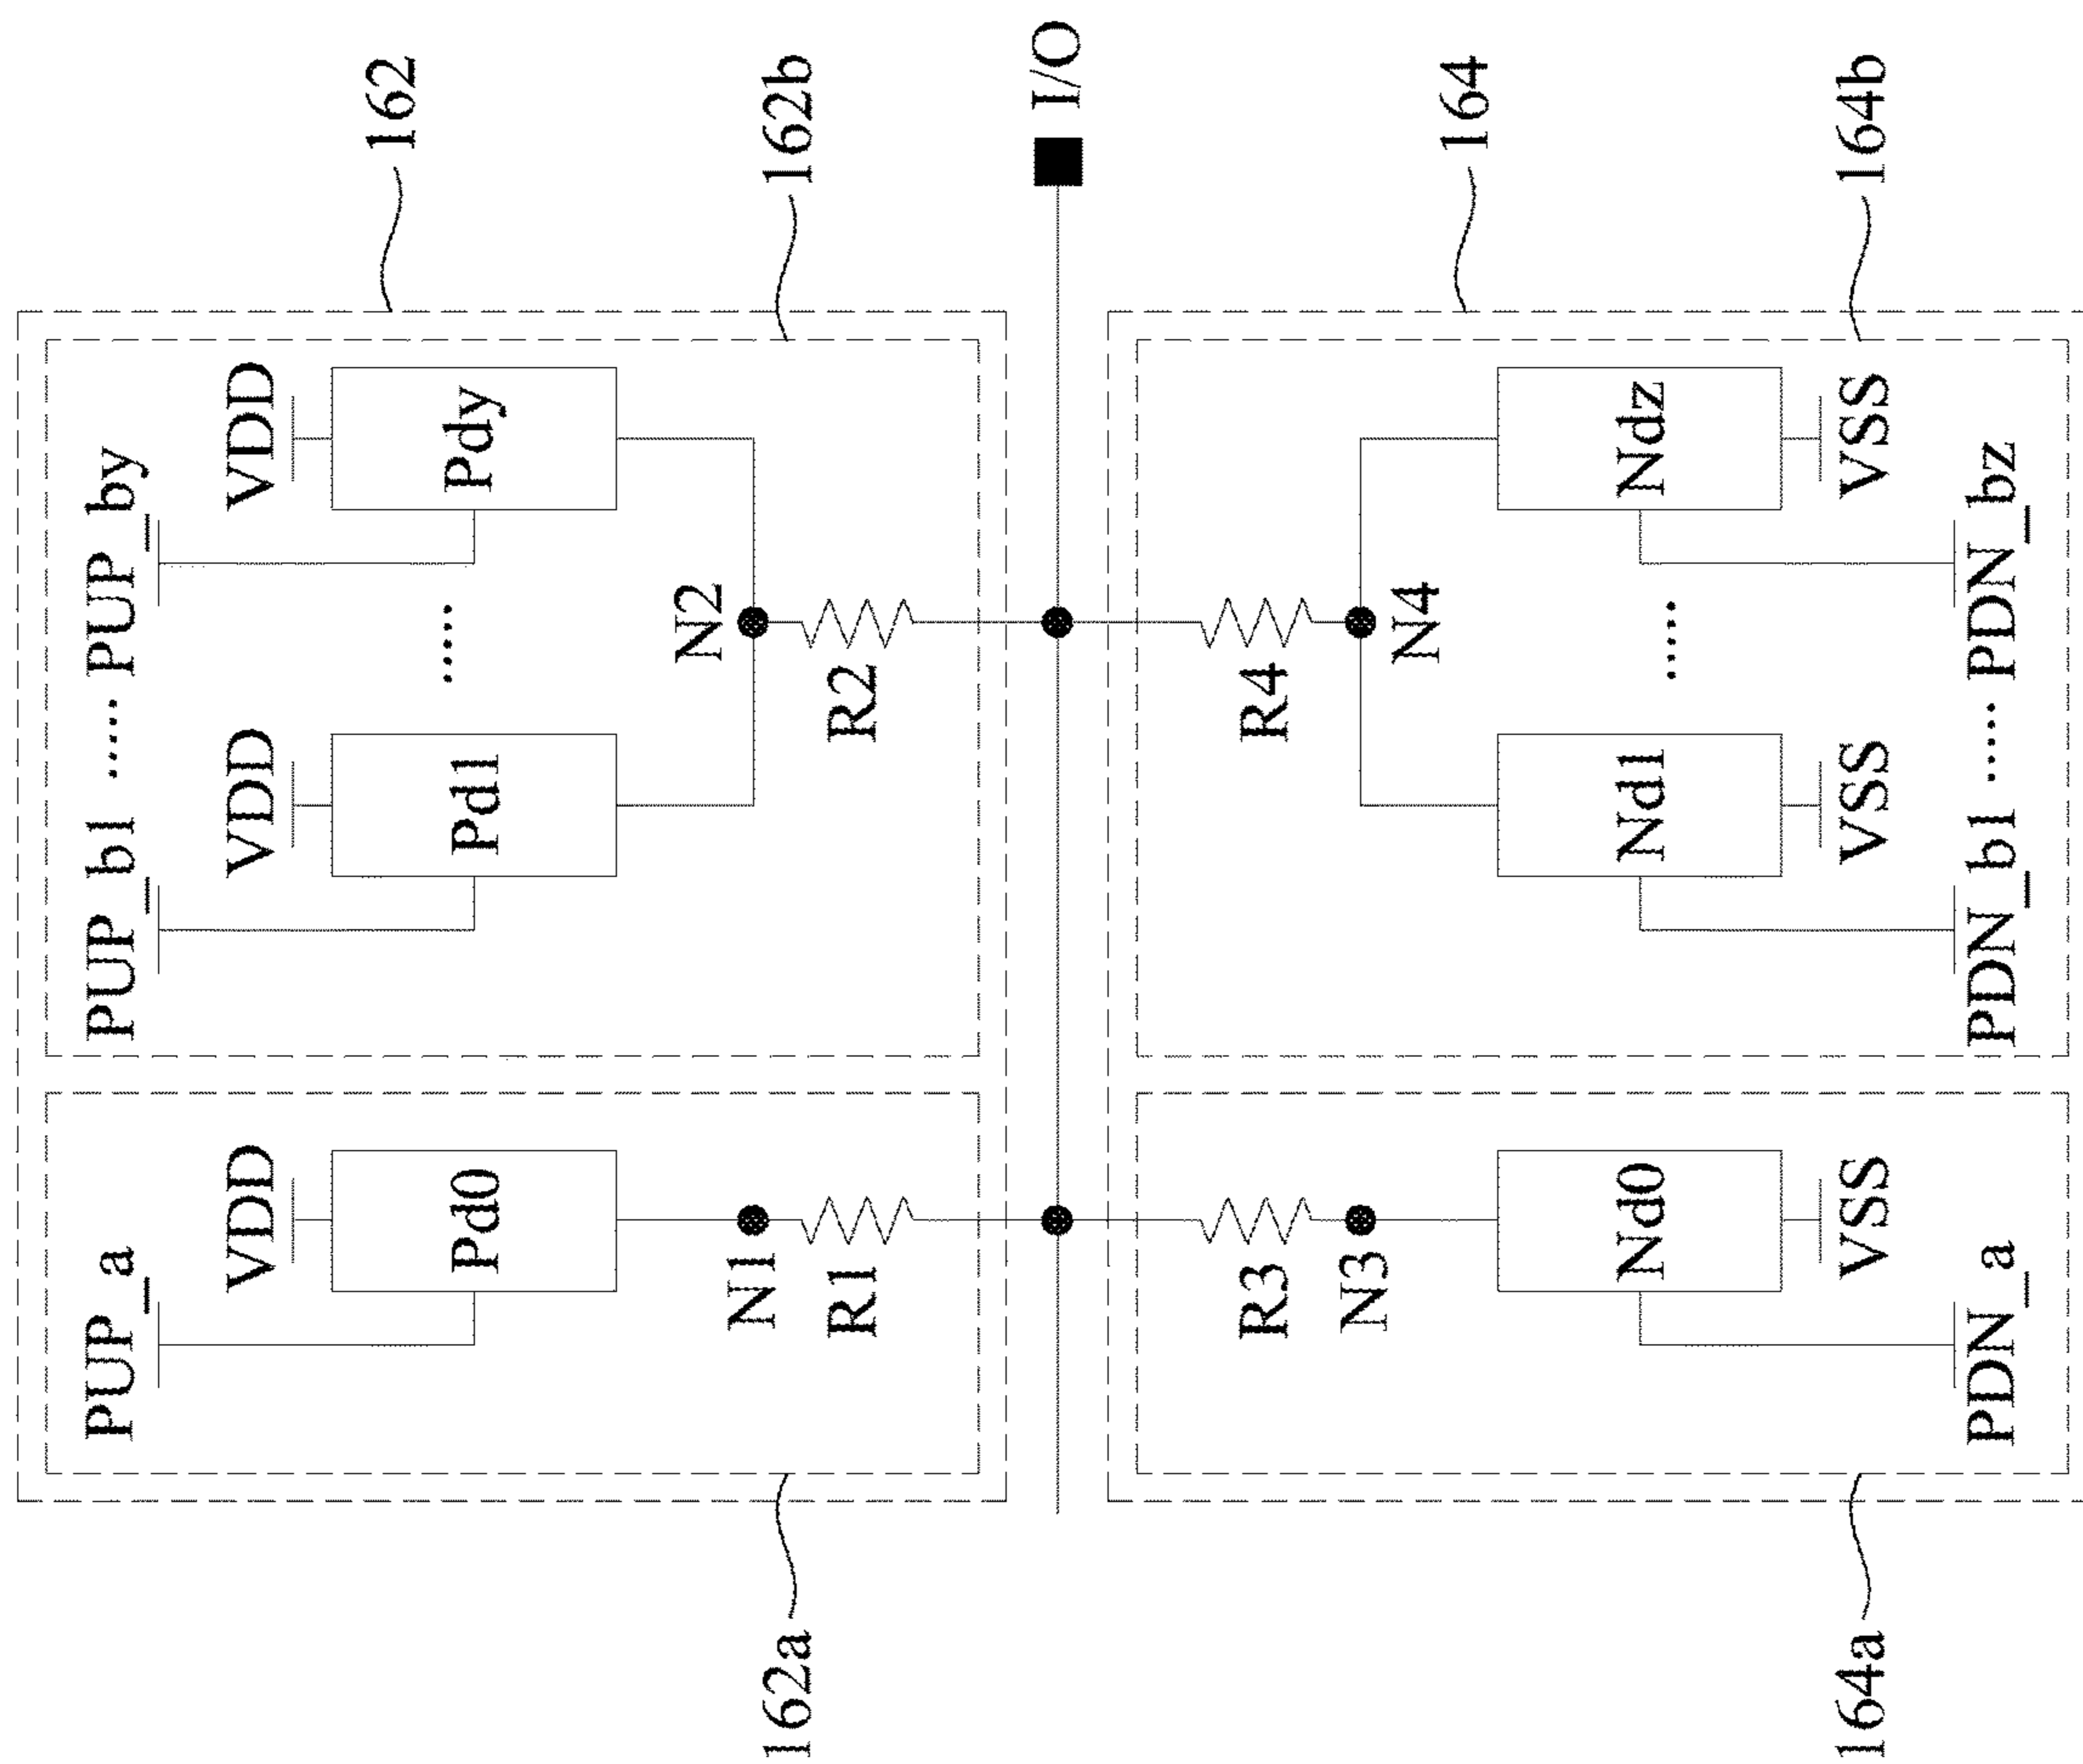 PUP_a PUP_b1 ..... PUP_by
VDD VDD VDD
162
Pd0 Pd1 ..... Pdy
N2
N1
162a 162b
R1 R2
I/O
R3 R4
N3
N4
164
Nd0 Nd1 ..... Ndz
164a VSS VSS VSS 164b
PDN_a PDN_b1 ..... PDN_bz